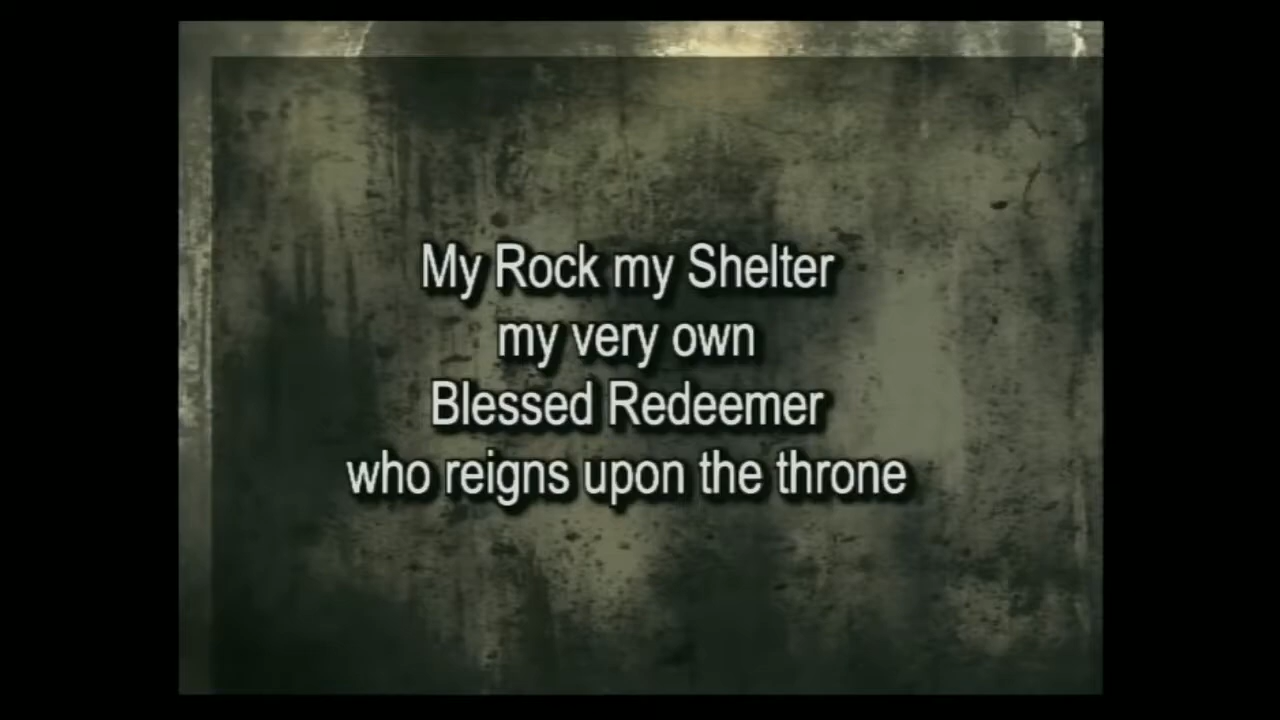 My Rock my Shelter
my very own
Blessed Redeemer
who reigns upon the throne